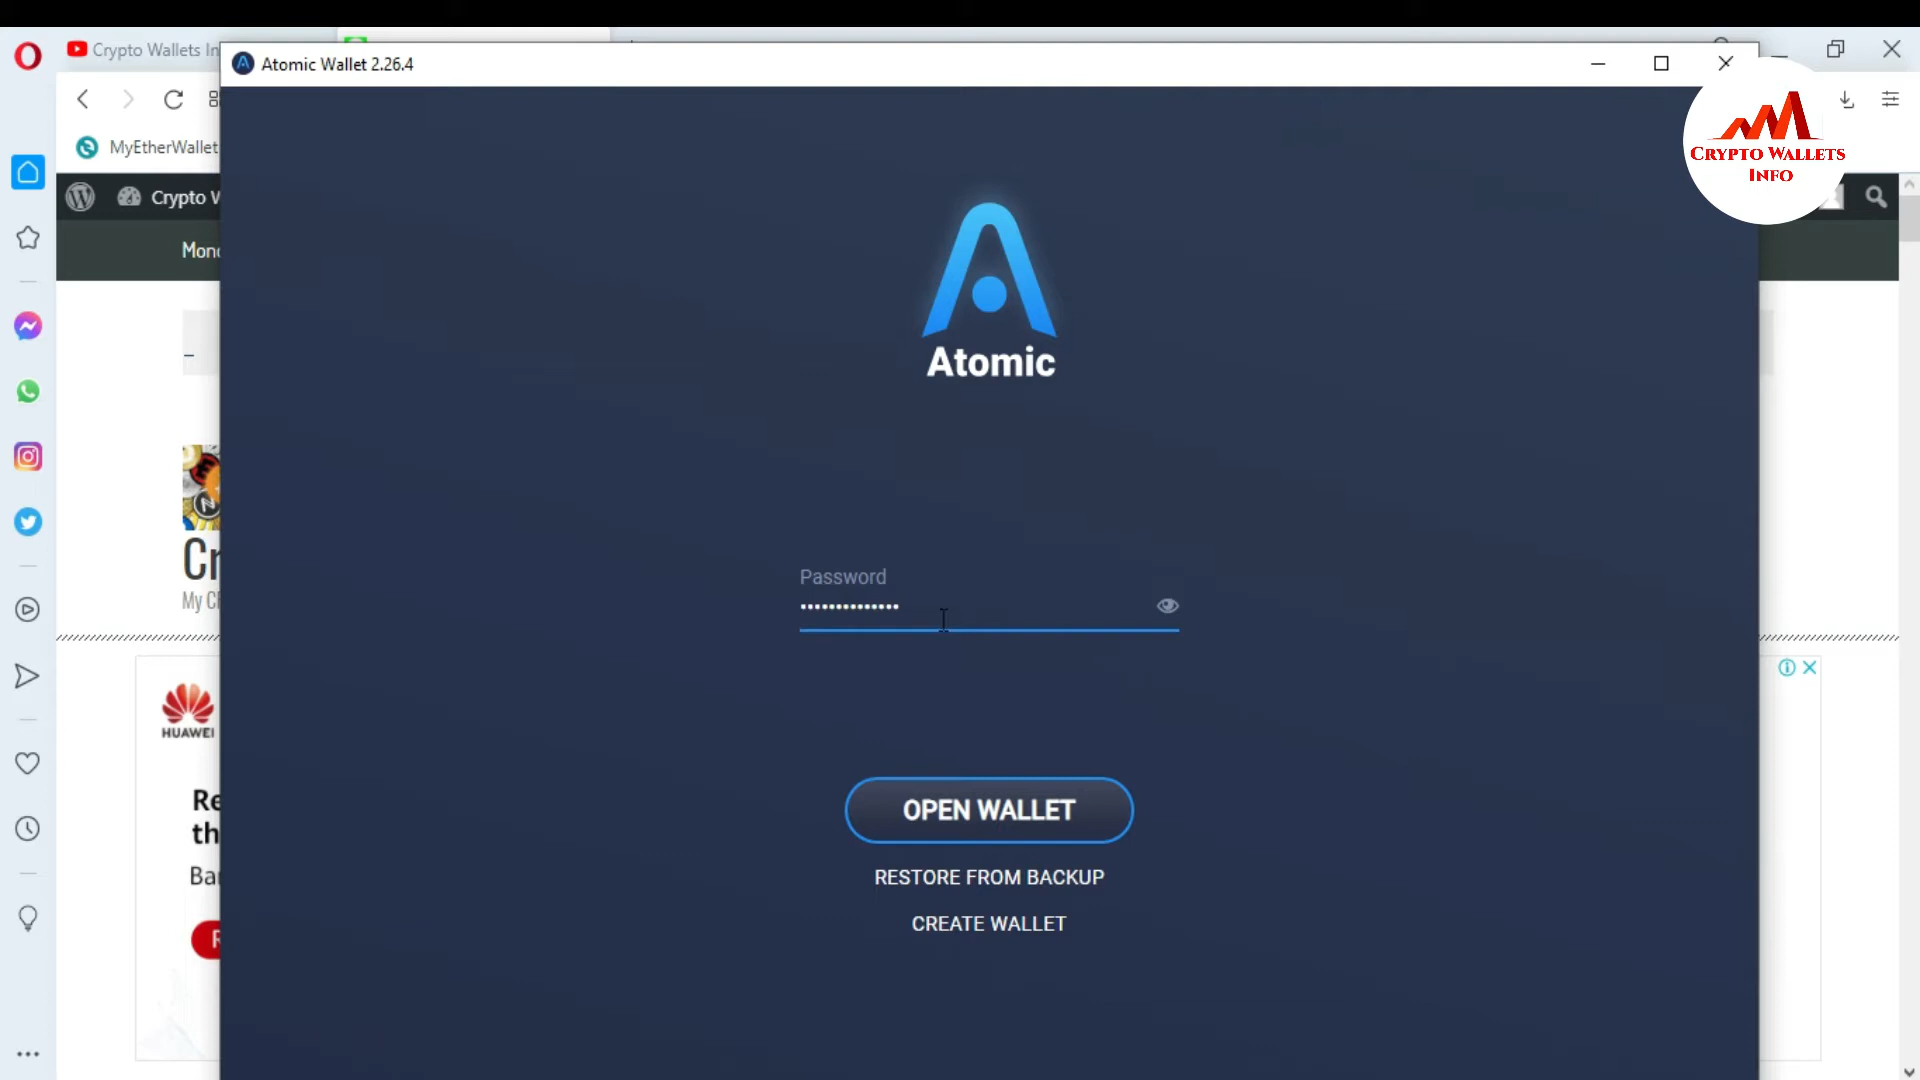 Crypto Wallets In
Atomic Wallet 2.26.4
MyEtherWallet
CRYPTO WALLETS
INFO
Crypto W
Mond
Atomic
Cr
My C
Password
••••••••••••••
HUAWEI
Re
th
Ba
R
OPEN WALLET
RESTORE FROM BACKUP
CREATE WALLET